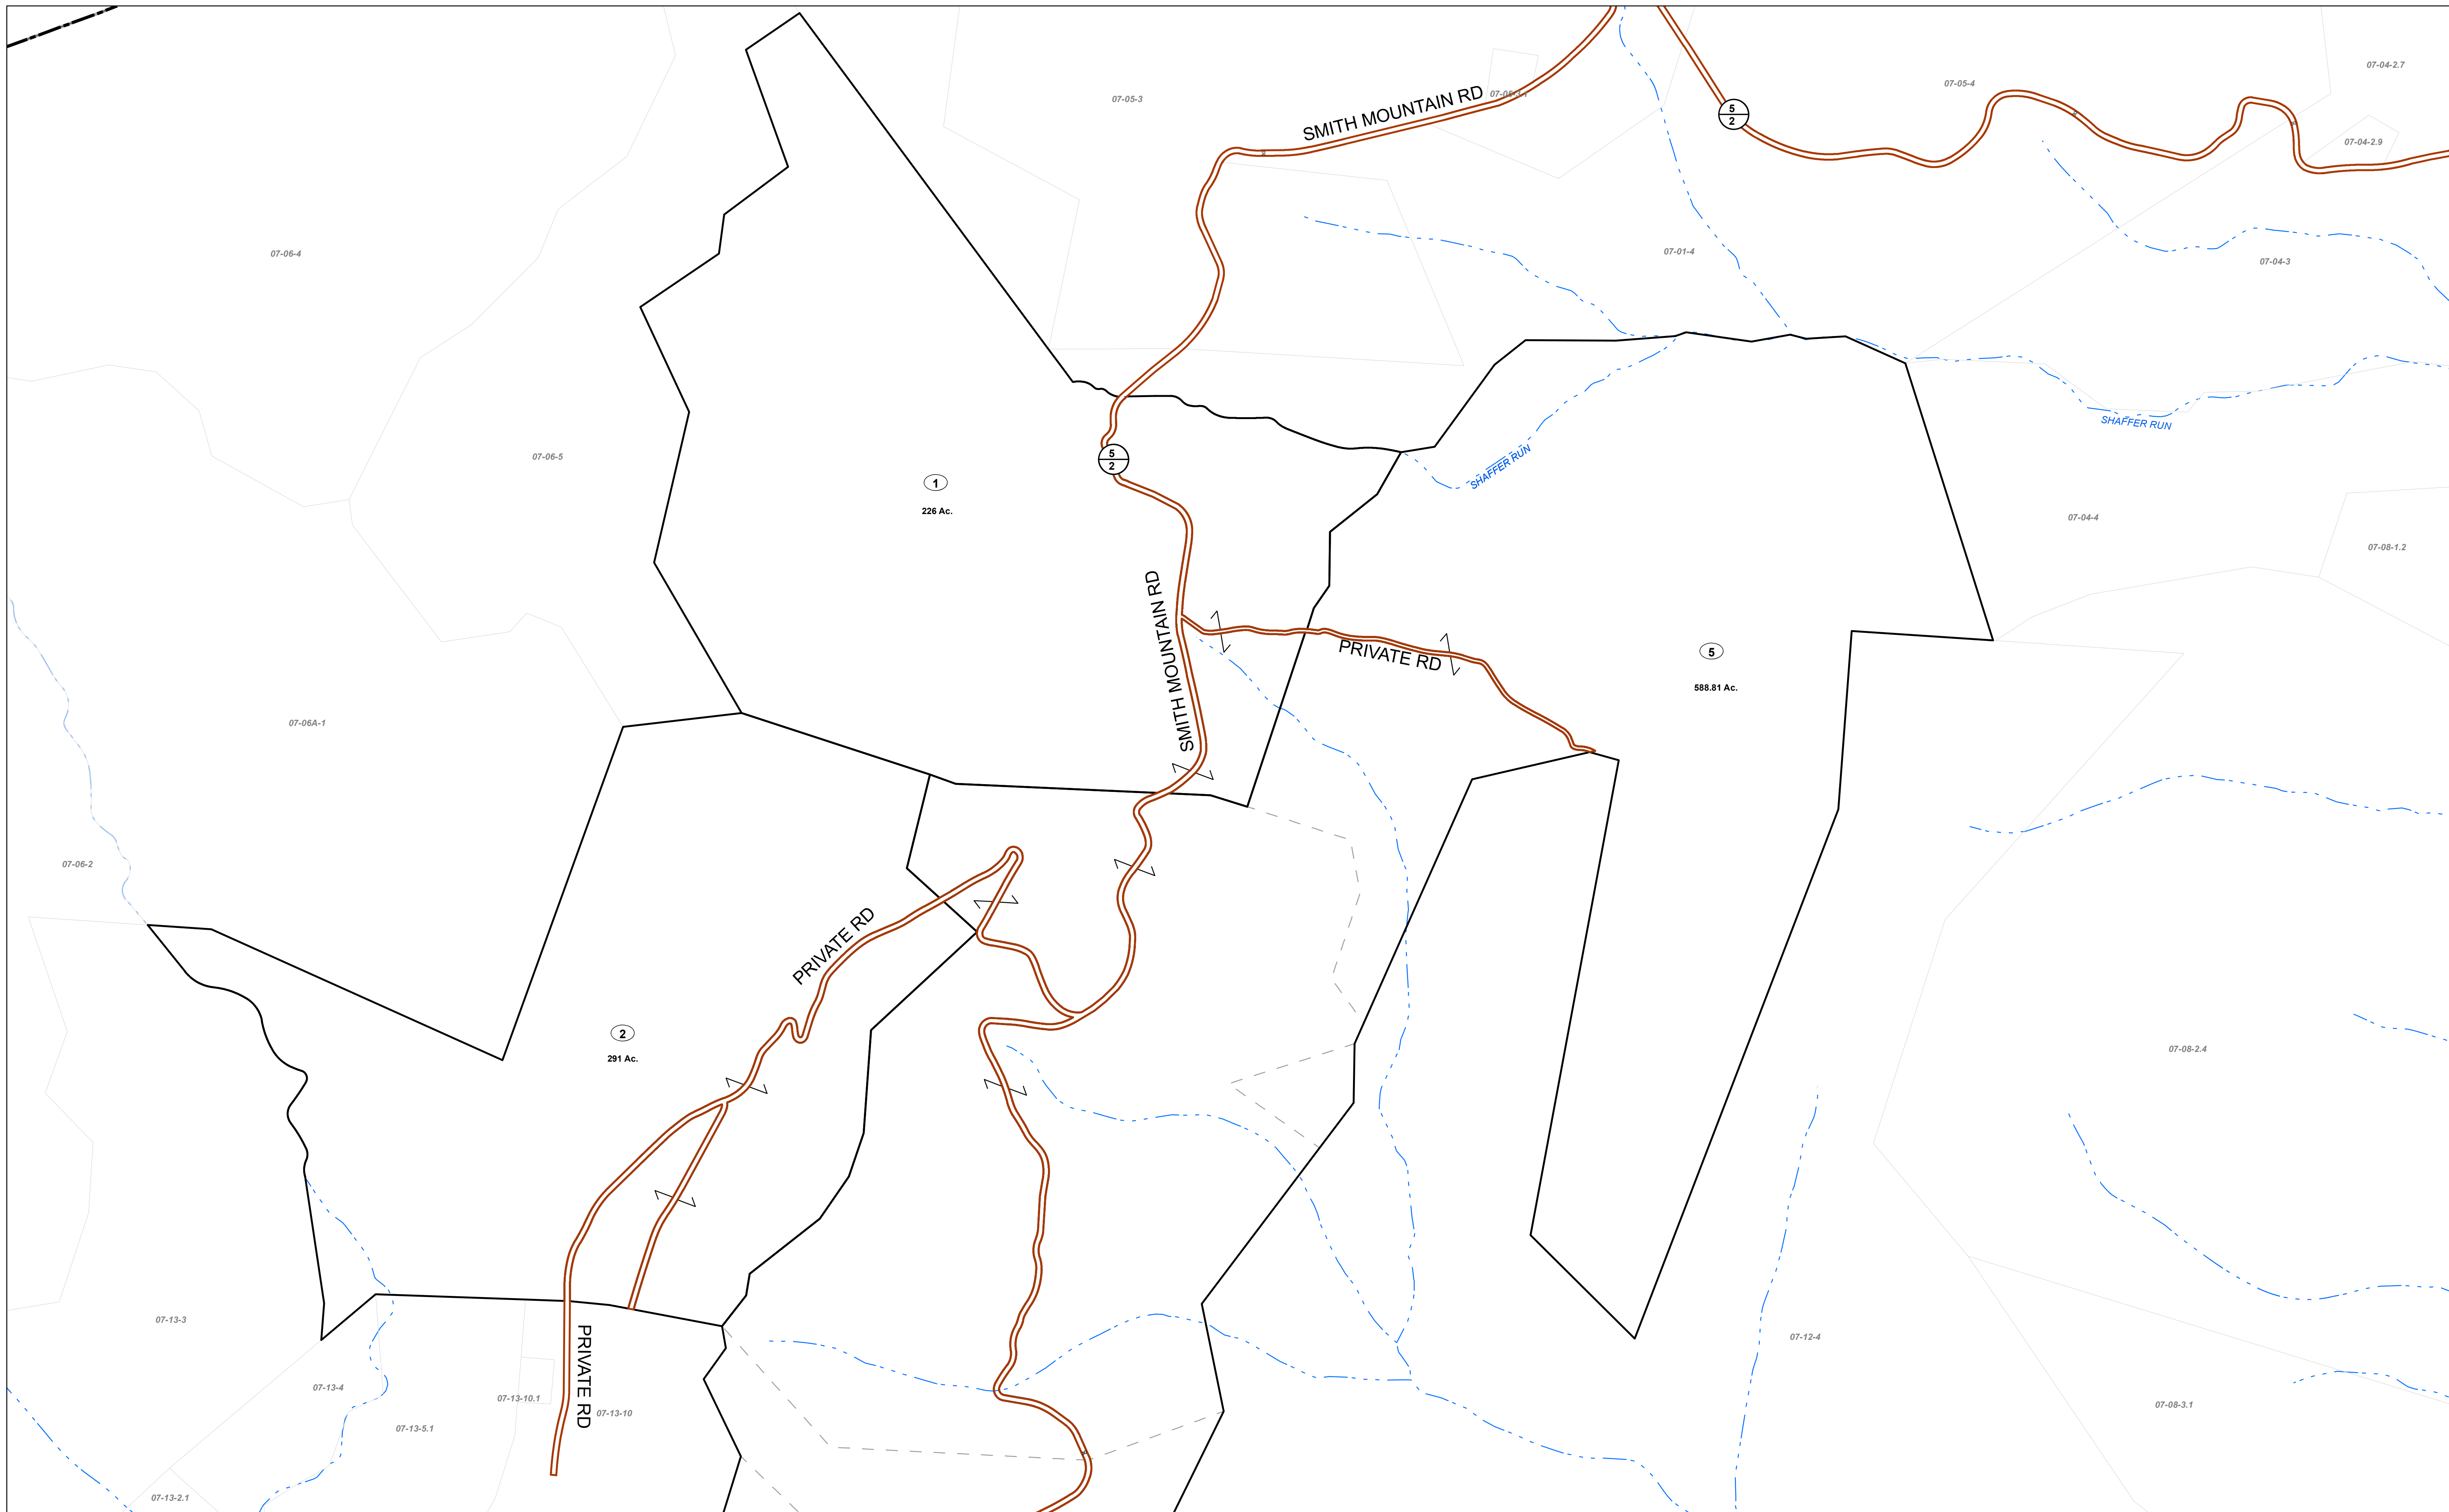 07-04-2.7
07-05-4
07-05-3
SMITH MOUNTAIN RD
07-05-3.1
5
2
07-04-2.9
07-06-4
07-01-4
07-04-3
SHAFFER RUN
07-06-5
5
2
SHAFFER RUN
1
226 Ac.
07-04-4
07-08-1.2
SMITH MOUNTAIN RD
PRIVATE RD
5
588.81 Ac.
07-06A-1
07-06-2
PRIVATE RD
2
291 Ac.
07-08-2.4
07-13-3
07-12-4
PRIVATE RD
07-13-4
07-13-10.1
07-13-10
07-13-5.1
07-08-3.1
07-13-2.1